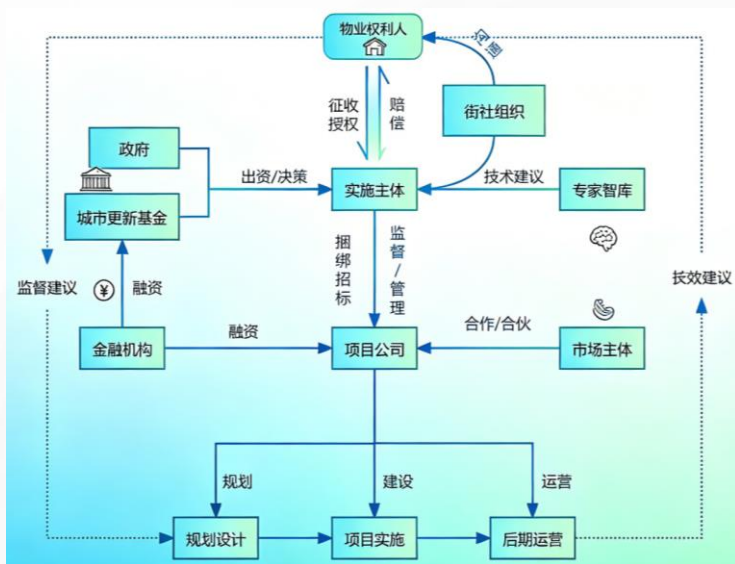 物业权利人
征收
授权
赔偿
街社组织
政府
出资/决策
实施主体
技术建议
专家智库
城市更新基金
监督建议
¥
融资
捆绑招标
监督/管理
长效建议
金融机构
融资
项目公司
合作/合伙
市场主体
规划
建设
运营
规划设计
项目实施
后期运营